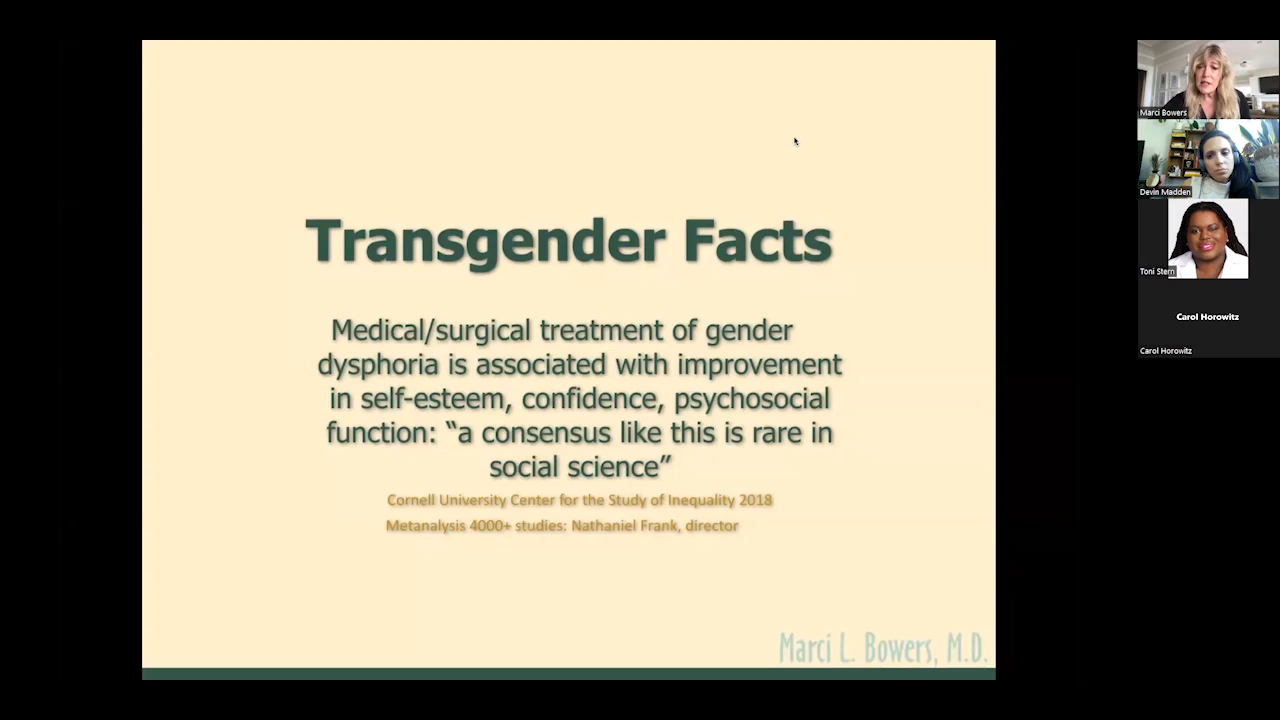 Transgender Facts
Medical/surgical treatment of gender
dysphoria is associated with improvement
in self-esteem, confidence, psychosocial
function: “a consensus like this is rare in
social science”
Cornell University Center for the Study of Inequality 2018
Metanalysis 4000+ studies: Nathaniel Frank, director
Marci L. Bowers, M.D.
Marci Bowers
Devin Madden
Toni Stern
Carol Horowitz
Carol Horowitz